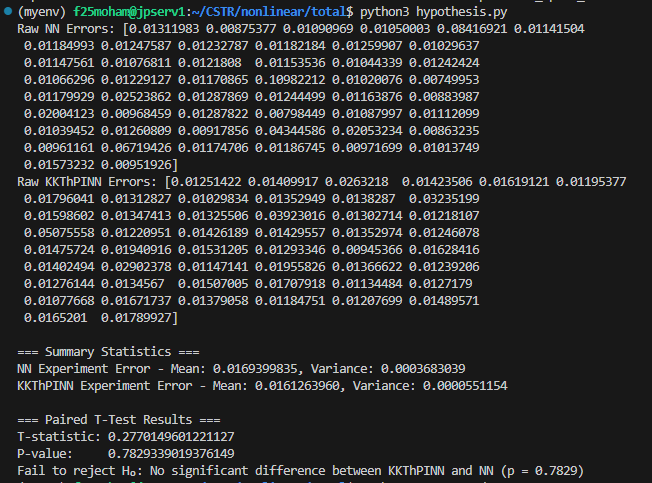 (myenv) f25moham@jpserv1:~/CSTR/nonlinear/total$ python3 hypothesis.py
Raw NN Errors: [0.01311983 0.00875377 0.01090969 0.01050003 0.08416921 0.01141504
0.01184993 0.01247587 0.01232787 0.01182184 0.01259907 0.01029637
0.01147561 0.01076811 0.0121808  0.01153536 0.01044339 0.01242424
0.01066296 0.01229127 0.01170865 0.10982212 0.01020076 0.00749953
0.01179929 0.02523862 0.01287869 0.01244499 0.01163876 0.00883987
0.02004123 0.00968459 0.01287822 0.00798449 0.01087997 0.01112099
0.01039452 0.01260809 0.00917856 0.04344586 0.02053234 0.00863235
0.00961161 0.06719426 0.01174706 0.01186745 0.00971699 0.01013749
0.01573232 0.00951926]
Raw KKThPINN Errors: [0.01251422 0.01409917 0.0263218  0.01423506 0.01619121 0.01195377
0.01796041 0.01312827 0.01029834 0.01352949 0.0138287  0.03235199
0.01598602 0.01347413 0.01325506 0.03923016 0.01302714 0.01218107
0.05075558 0.01220951 0.01426189 0.01429557 0.01352974 0.01246078
0.01475724 0.01940916 0.01531205 0.01293346 0.00945366 0.01628416
0.01402494 0.02902378 0.01147141 0.01955826 0.01366622 0.01239206
0.01276144 0.0134567  0.01507005 0.01707918 0.01134484 0.0127179
0.01077668 0.01671737 0.01379058 0.01184751 0.01207699 0.01489571
0.0165201  0.01789927]
=== Summary Statistics ===
NN Experiment Error - Mean: 0.0169399835, Variance: 0.0003683039
KKThPINN Experiment Error - Mean: 0.0161263960, Variance: 0.0000551154
=== Paired T-Test Results ===
T-statistic: 0.2770149601221127
P-value:     0.7829339019376149
Fail to reject H₀: No significant difference between KKThPINN and NN (p = 0.7829)